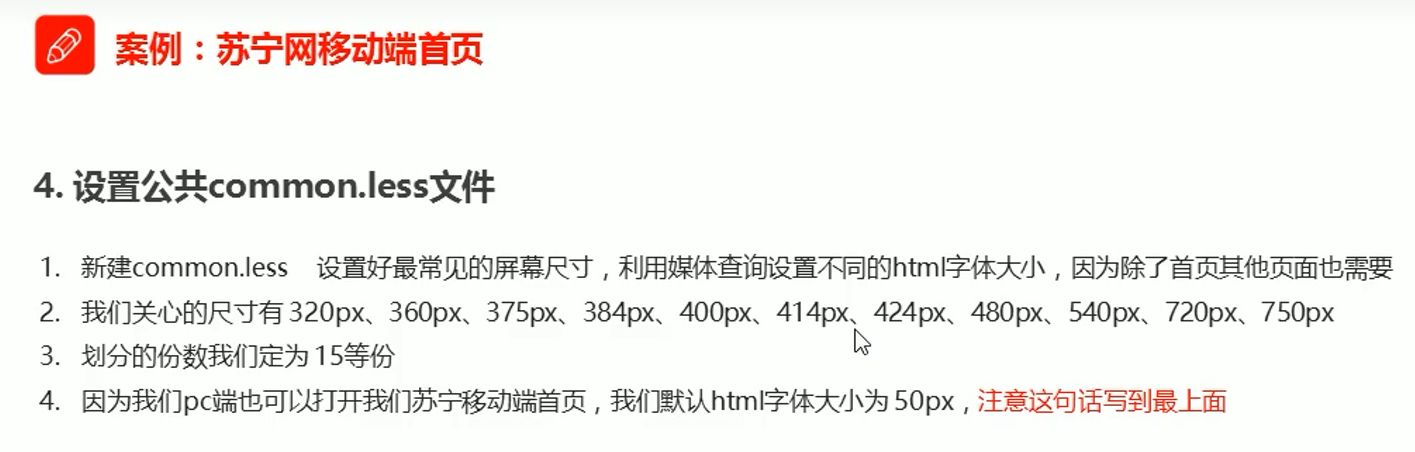 案例：苏宁网移动端首页
4. 设置公共common.less文件
1. 新建common.less 设置好最常见的屏幕尺寸，利用媒体查询设置不同的html字体大小，因为除了首页其他页面也需要
2. 我们关心的尺寸有 320px、360px、375px、384px、400px、414px、424px、480px、540px、720px、750px
3. 划分的份数我们定为 15等份
4. 因为我们pc端也可以打开我们苏宁移动端首页，我们默认html字体大小为 50px，注意这句话写到最上面